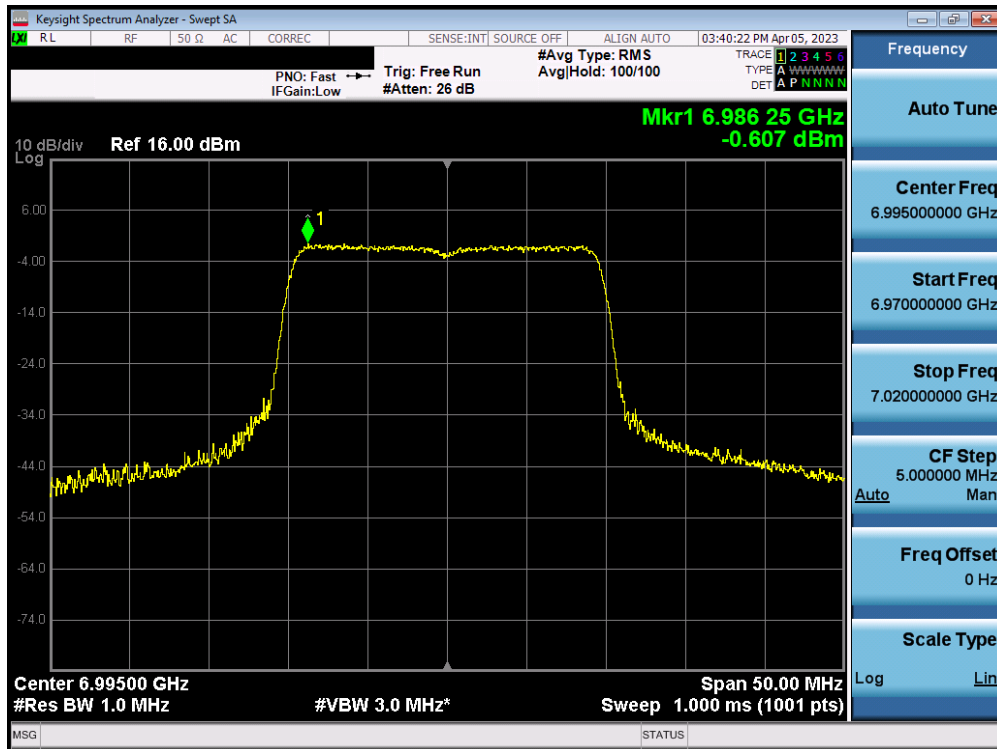 Keysight Spectrum Analyzer - Swept SA
LXI RL RF 50 Ω AC CORREC SENSE:INT SOURCE OFF ALIGN AUTO 03:40:22 PM Apr 05, 2023
PNO: Fast
IFGain:Low
Trig: Free Run
#Atten: 26 dB
#Avg Type: RMS
Avg|Hold: 100/100
TRACE 1 2 3 4 5 6
TYPE A WWWWW
DET A P N N N N
Mkr1 6.986 25 GHz
-0.607 dBm
10 dB/div Ref 16.00 dBm
Log
1
6.00
-4.00
-14.0
-24.0
-34.0
-44.0
-54.0
-64.0
-74.0
Center 6.99500 GHz Span 50.00 MHz
#Res BW 1.0 MHz #VBW 3.0 MHz* Sweep 1.000 ms (1001 pts)
MSG STATUS
Frequency
Auto Tune
Center Freq
6.995000000 GHz
Start Freq
6.970000000 GHz
Stop Freq
7.020000000 GHz
CF Step
5.000000 MHz
Auto Man
Freq Offset
0 Hz
Scale Type
Log Lin